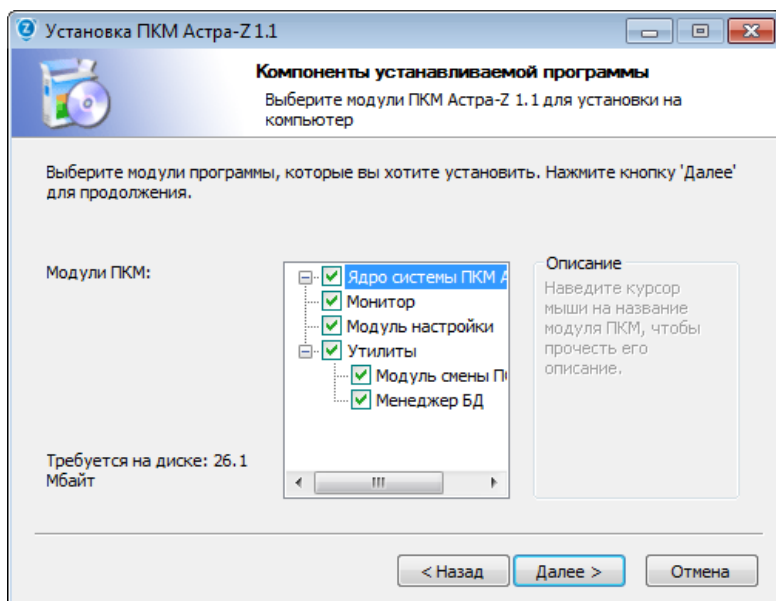 Установка ПКМ Астра-Z 1.1
Компоненты устанавливаемой программы
Выберите модули ПКМ Астра-Z 1.1 для установки на
компьютер
Выберите модули программы, которые вы хотите установить. Нажмите кнопку 'Далее'
для продолжения.
Модули ПКМ:
Ядро системы ПКМ
Монитор
Модуль настройки
Утилиты
Модуль смены
Менеджер БД
Описание
Наведите курсор
мыши на название
модуля ПКМ, чтобы
прочесть его
описание.
Требуется на диске: 26.1
Мбайт
< Назад
Далее >
Отмена